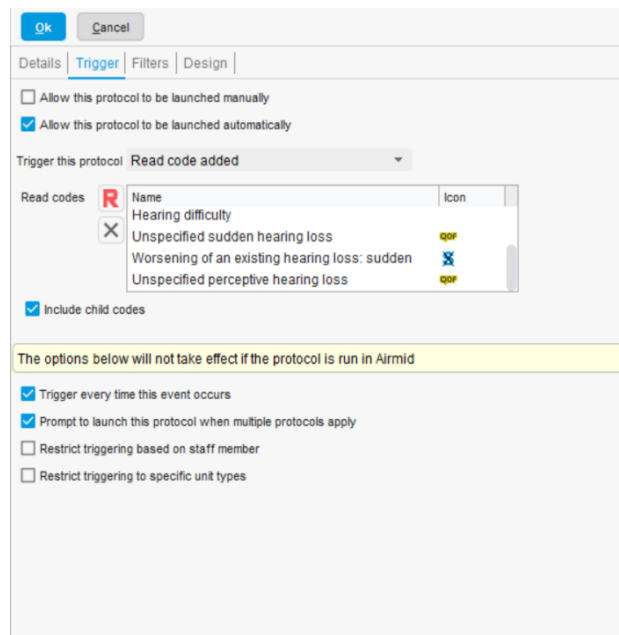 Ok Cancel
Details Trigger Filters Design
Allow this protocol to be launched manually
Allow this protocol to be launched automatically
Trigger this protocol Read code added
Read codes R Name Icon
Hearing difficulty
Unspecified sudden hearing loss QOF
Worsening of an existing hearing loss: sudden
Unspecified perceptive hearing loss QOF
Include child codes
The options below will not take effect if the protocol is run in Airmid
Trigger every time this event occurs
Prompt to launch this protocol when multiple protocols apply
Restrict triggering based on staff member
Restrict triggering to specific unit types